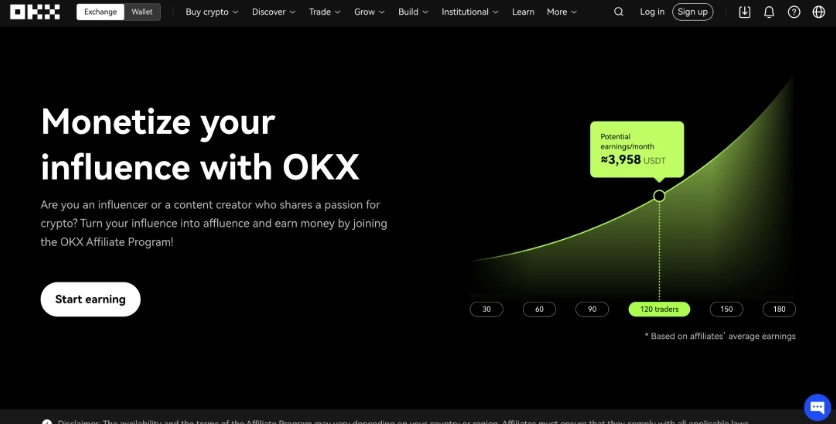 OKX
Exchange Wallet Buy crypto Discover Trade Grow Build Institutional Learn More Log in Sign up
Monetize your
influence with OKX
Are you an influencer or a content creator who shares a passion for
crypto? Turn your influence into affluence and earn money by joining
the OKX Affiliate Program!
Start earning
Potential
earnings/month
≈3,958 USDT
30 60 90 120 traders 150 180
* Based on affiliates' average earnings
Disclaimer: The availability and the terms of the Affiliate Program may vary depending on your country or region. Affiliates must ensure that they comply with all applicable laws